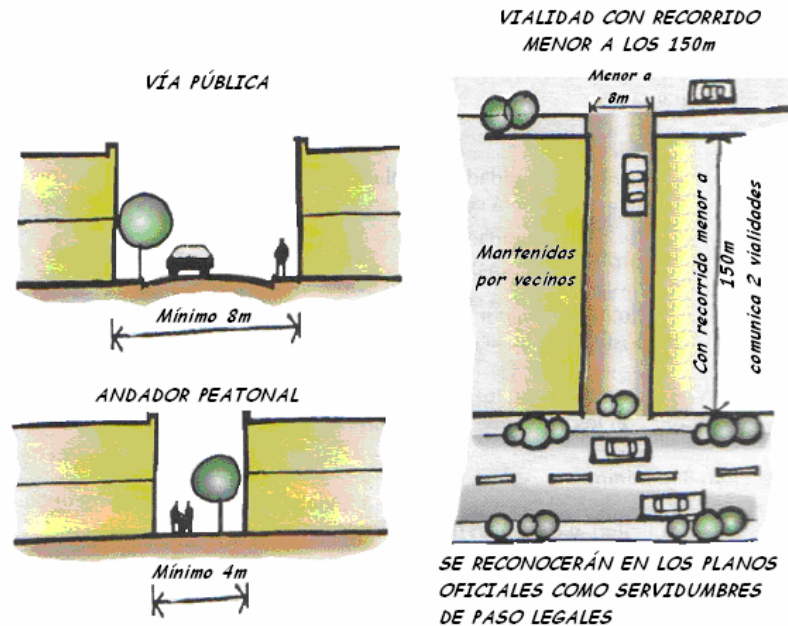 VÍA PÚBLICA
Mínimo 8m
ANDADOR PEATONAL
Mínimo 4m
VIALIDAD CON RECORRIDO
MENOR A LOS 150m
Menor a
8m
Mantenidas
por vecinos
Con recorrido menor a
150m
comunica 2 vialidades
SE RECONOCERÁN EN LOS PLANOS
OFICIALES COMO SERVIDUMBRES
DE PASO LEGALES